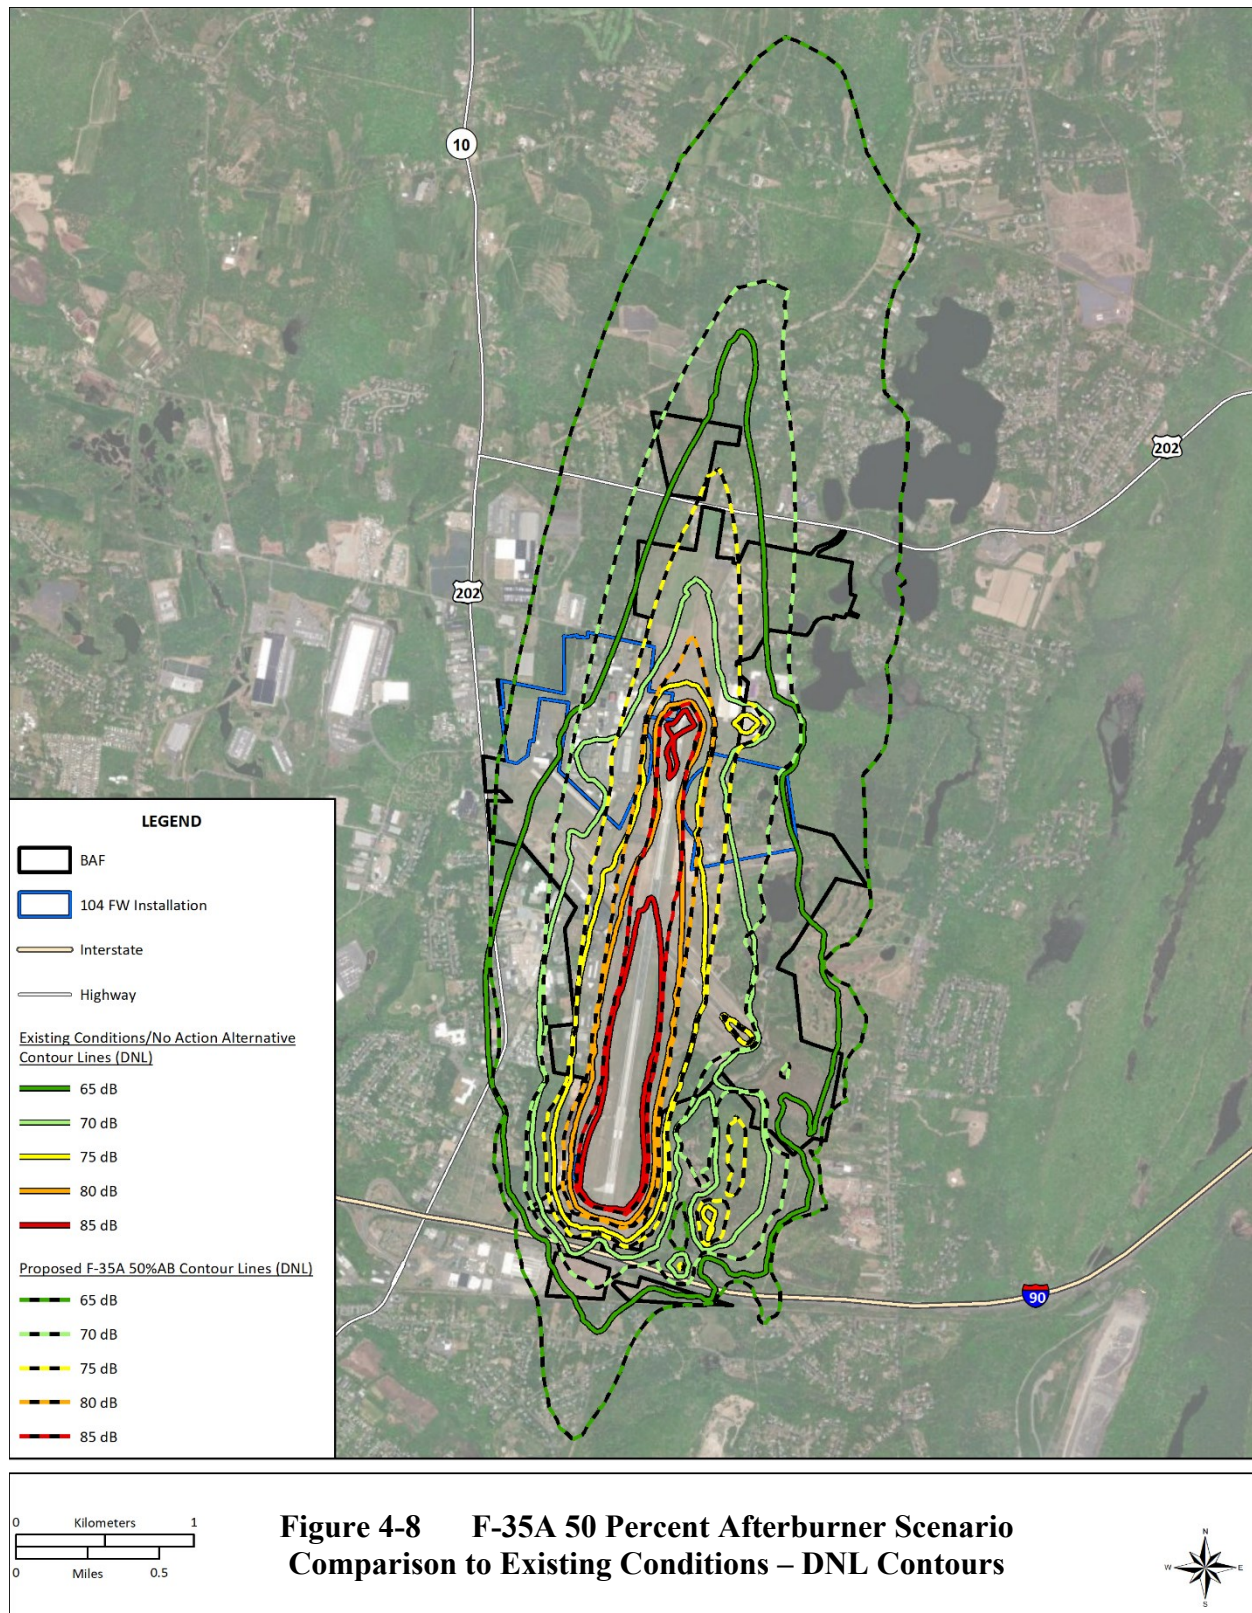 10
202
202
LEGEND
BAF
104 FW Installation
Interstate
Highway
Existing Conditions/No Action Alternative
Contour Lines (DNL)
65 dB
70 dB
75 dB
80 dB
85 dB
Proposed F-35A 50%AB Contour Lines (DNL)
65 dB
70 dB
75 dB
80 dB
85 dB
90
0 Kilometers 1
0 Miles 0.5
Figure 4-8 F-35A 50 Percent Afterburner Scenario
Comparison to Existing Conditions – DNL Contours
N
W E
S